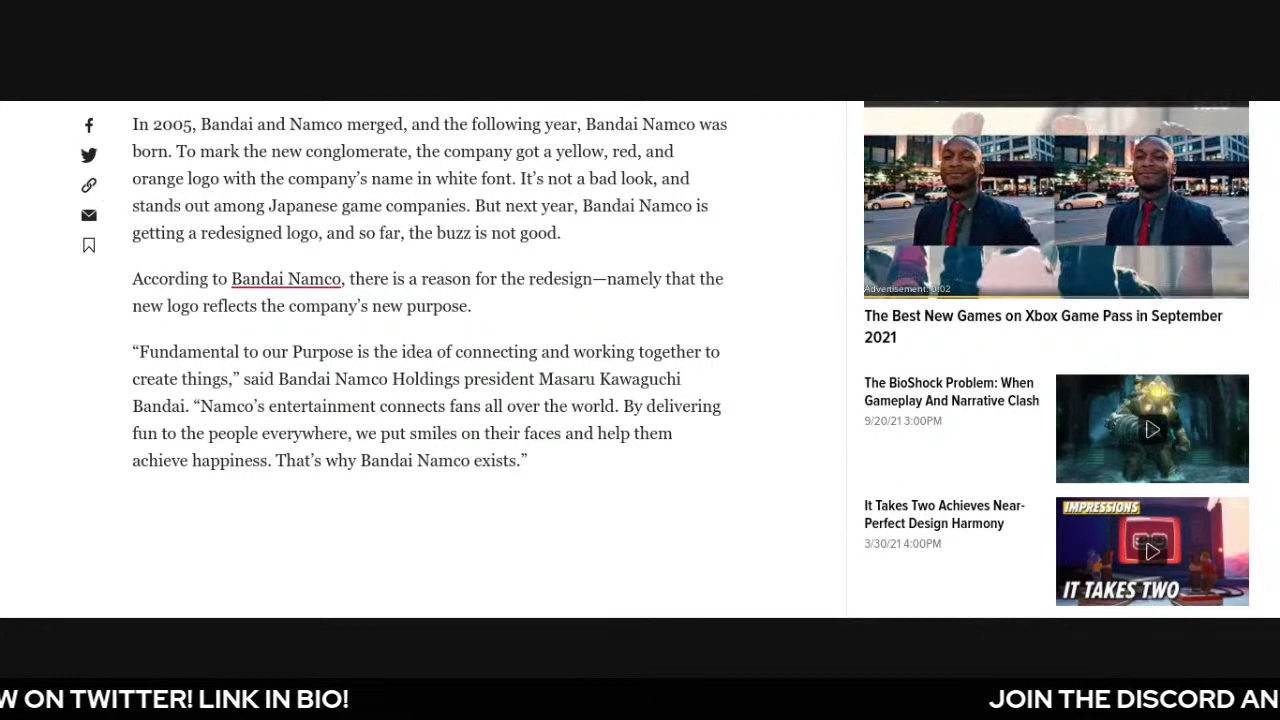 In 2005, Bandai and Namco merged, and the following year, Bandai Namco was
born. To mark the new conglomerate, the company got a yellow, red, and
orange logo with the company’s name in white font. It’s not a bad look, and
stands out among Japanese game companies. But next year, Bandai Namco is
getting a redesigned logo, and so far, the buzz is not good.
According to Bandai Namco, there is a reason for the redesign—namely that the
new logo reflects the company’s new purpose.
“Fundamental to our Purpose is the idea of connecting and working together to
create things,” said Bandai Namco Holdings president Masaru Kawaguchi
Bandai. “Namco’s entertainment connects fans all over the world. By delivering
fun to the people everywhere, we put smiles on their faces and help them
achieve happiness. That’s why Bandai Namco exists.”
Advertisement: 0:02
The Best New Games on Xbox Game Pass in September
2021
The BioShock Problem: When
Gameplay And Narrative Clash
9/20/21 3:00PM
It Takes Two Achieves Near-
Perfect Design Harmony
3/30/21 4:00PM
IMPRESSIONS
IT TAKES TWO
W ON TWITTER! LINK IN BIO!
JOIN THE DISCORD AN